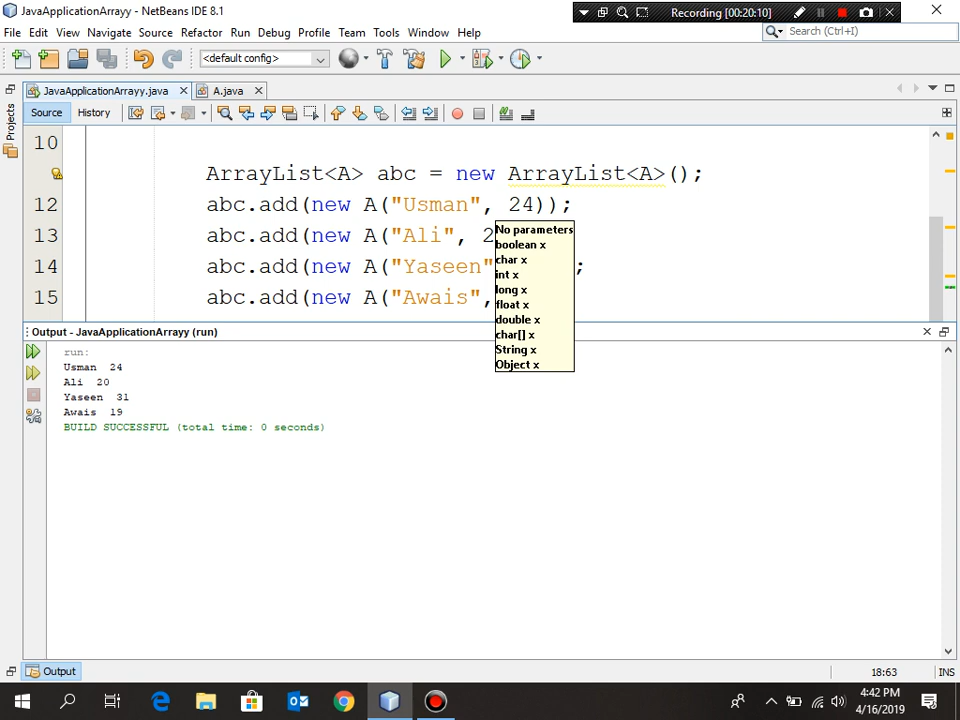 JavaApplicationArrayy - NetBeans IDE 8.1
Recording [00:20:10]
File Edit View Navigate Source Refactor Run Debug Profile Team Tools Window Help
Search (Ctrl+I)
<default config>
JavaApplicationArrayy.java A.java
Projects
Source History
10
ArrayList<A> abc = new ArrayList<A>();
12 abc.add(new A("Usman", 24));
13 abc.add(new A("Ali", 2
14 abc.add(new A("Yaseen" ;
15 abc.add(new A("Awais",
No parameters
boolean x
char x
int x
long x
float x
double x
char[] x
String x
Object x
Output - JavaApplicationArrayy (run)
run:
Usman 24
Ali 20
Yaseen 31
Awais 19
BUILD SUCCESSFUL (total time: 0 seconds)
Output
18:63 INS
4:42 PM
4/16/2019